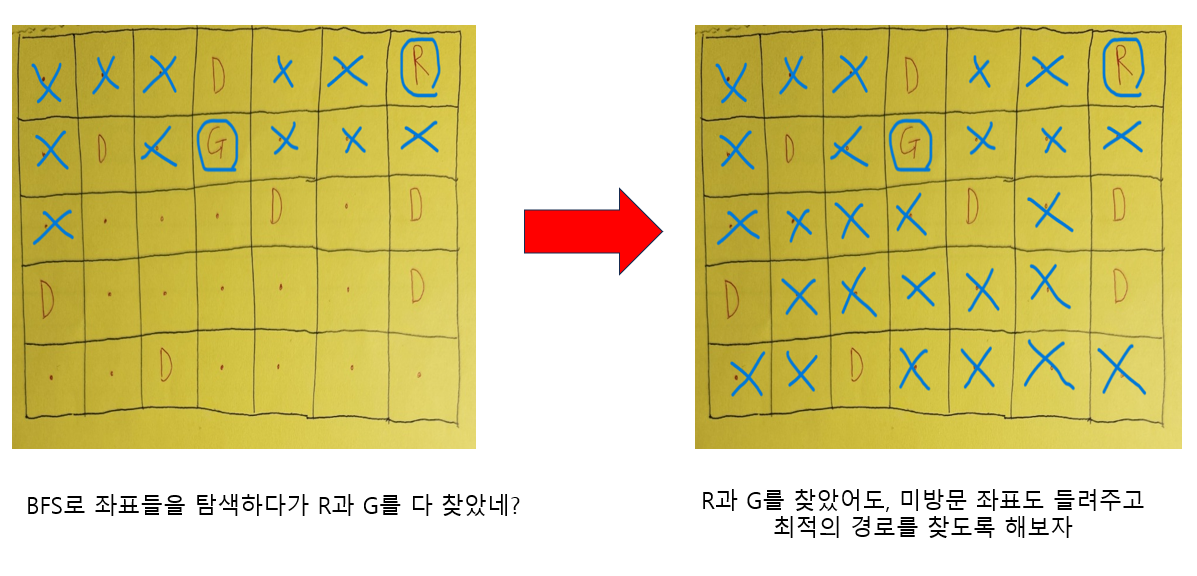 D R
D G
D D
D D
D
BFS로 좌표들을 탐색하다가 R과 G를 다 찾았네?
D R
D G
D D
D D
D
R과 G를 찾았어도, 미방문 좌표도 들려주고
최적의 경로를 찾도록 해보자